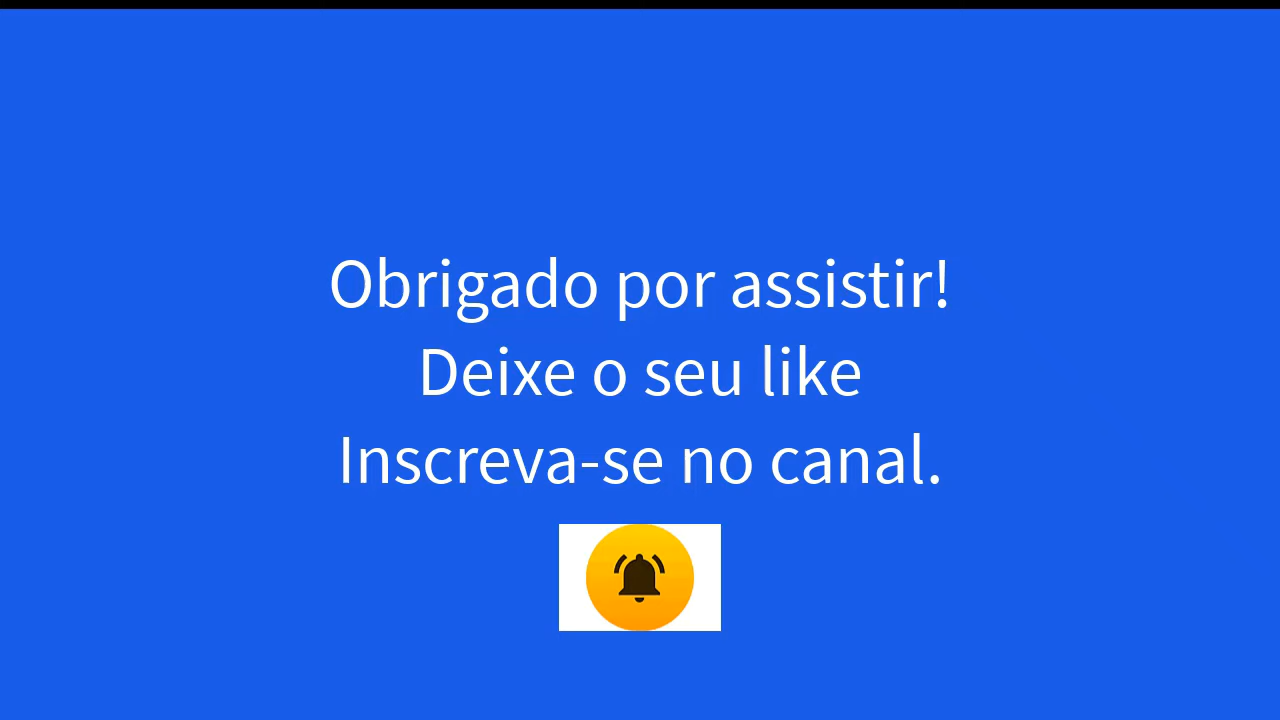 Obrigado por assistir!
Deixe o seu like
Inscreva-se no canal.